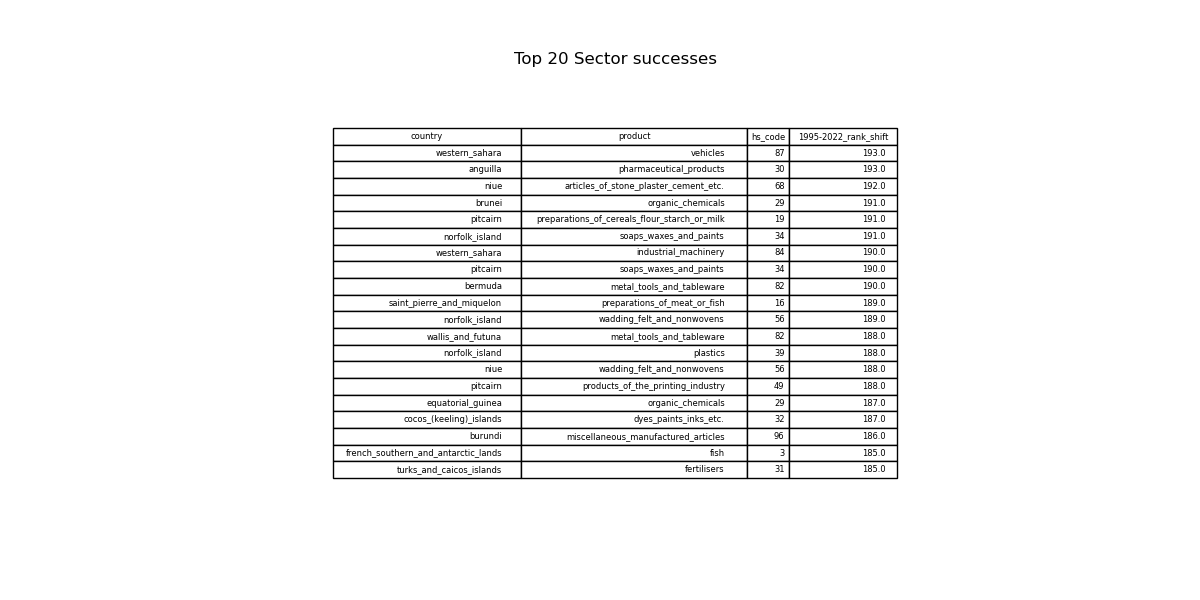 Top 20 Sector successes
country product hs_code 1995-2022_rank_shift
western_sahara vehicles 87 193.0
anguilla pharmaceutical_products 30 193.0
niue articles_of_stone_plaster_cement_etc. 68 192.0
brunei organic_chemicals 29 191.0
pitcairn preparations_of_cereals_flour_starch_or_milk 19 191.0
norfolk_island soaps_waxes_and_paints 34 191.0
western_sahara industrial_machinery 84 190.0
pitcairn soaps_waxes_and_paints 34 190.0
bermuda metal_tools_and_tableware 82 190.0
saint_pierre_and_miquelon preparations_of_meat_or_fish 16 189.0
norfolk_island wadding_felt_and_nonwovens 56 189.0
wallis_and_futuna metal_tools_and_tableware 82 188.0
norfolk_island plastics 39 188.0
niue wadding_felt_and_nonwovens 56 188.0
pitcairn products_of_the_printing_industry 49 188.0
equatorial_guinea organic_chemicals 29 187.0
cocos_(keeling)_islands dyes_paints_inks_etc. 32 187.0
burundi miscellaneous_manufactured_articles 96 186.0
french_southern_and_antarctic_lands fish 3 185.0
turks_and_caicos_islands fertilisers 31 185.0